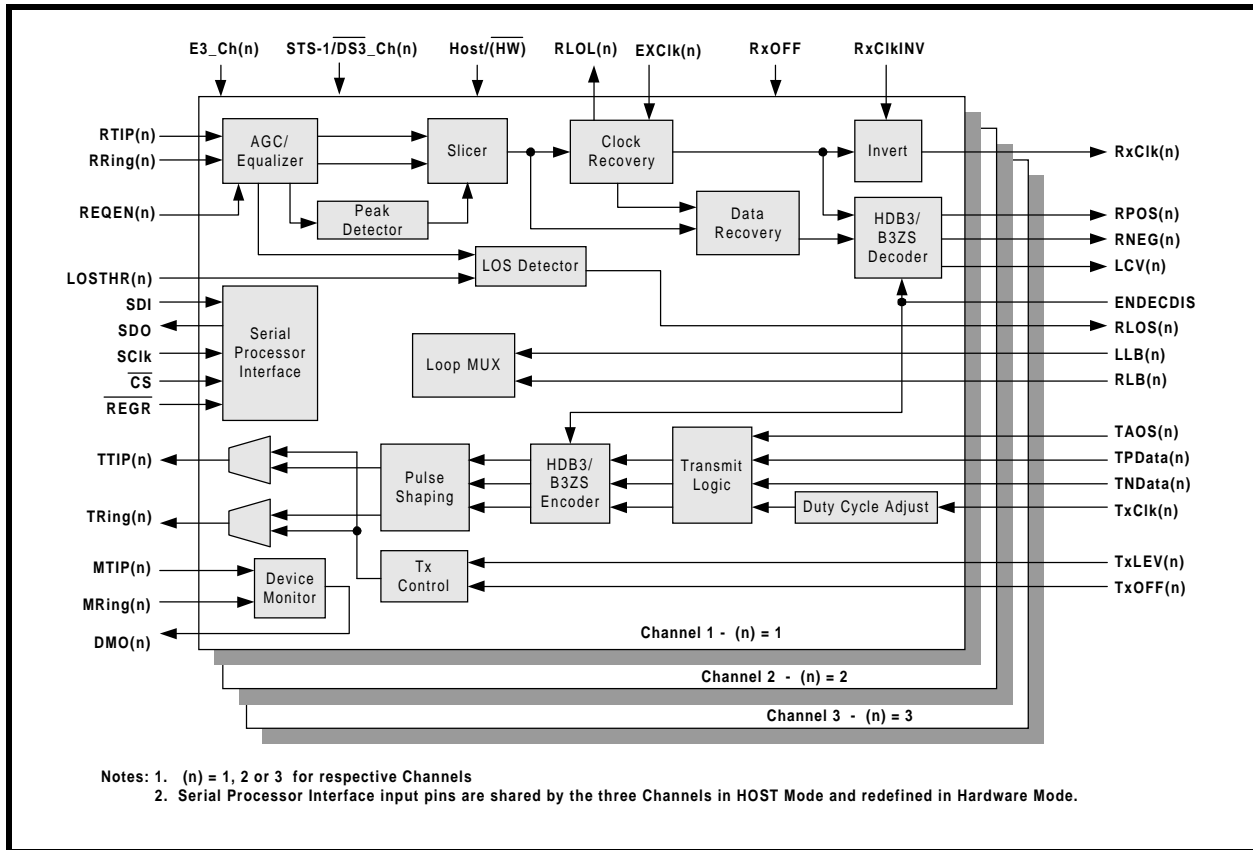 E3_Ch(n)
STS-1/DS3_Ch(n)
Host/(HW)
RLOL(n)
EXClk(n)
RxOFF
RxClkINV
RTIP(n)
RRing(n)
REQEN(n)
LOSTHR(n)
SDI
SDO
SClk
CS
REGR
TTIP(n)
TRing(n)
MTIP(n)
MRing(n)
DMO(n)
AGC/
Equalizer
Peak
Detector
Slicer
LOS Detector
Clock
Recovery
Data
Recovery
Invert
HDB3/
B3ZS
Decoder
Serial
Processor
Interface
Loop MUX
Pulse
Shaping
HDB3/
B3ZS
Encoder
Transmit
Logic
Duty Cycle Adjust
Tx
Control
Device
Monitor
RxClk(n)
RPOS(n)
RNEG(n)
LCV(n)
ENDECDIS
RLOS(n)
LLB(n)
RLB(n)
TAOS(n)
TPData(n)
TNData(n)
TxClk(n)
TxLEV(n)
TxOFF(n)
Channel 1 - (n) = 1
Channel 2 - (n) = 2
Channel 3 - (n) = 3
Notes: 1. (n) = 1, 2 or 3 for respective Channels
2. Serial Processor Interface input pins are shared by the three Channels in HOST Mode and redefined in Hardware Mode.